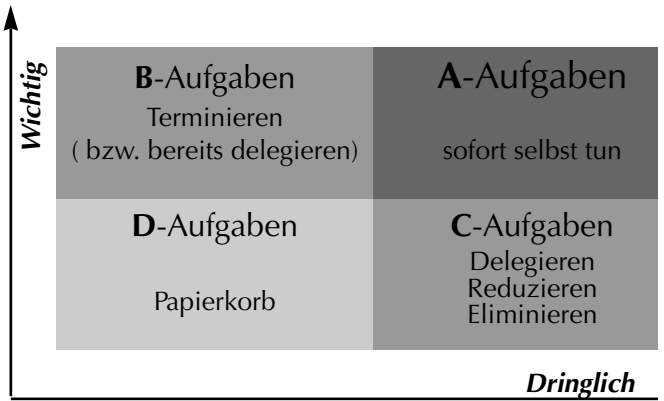 Wichtig
B-Aufgaben
Terminieren
( bzw. bereits delegieren)
A-Aufgaben
sofort selbst tun
D-Aufgaben
Papierkorb
C-Aufgaben
Delegieren
Reduzieren
Eliminieren
Dringlich